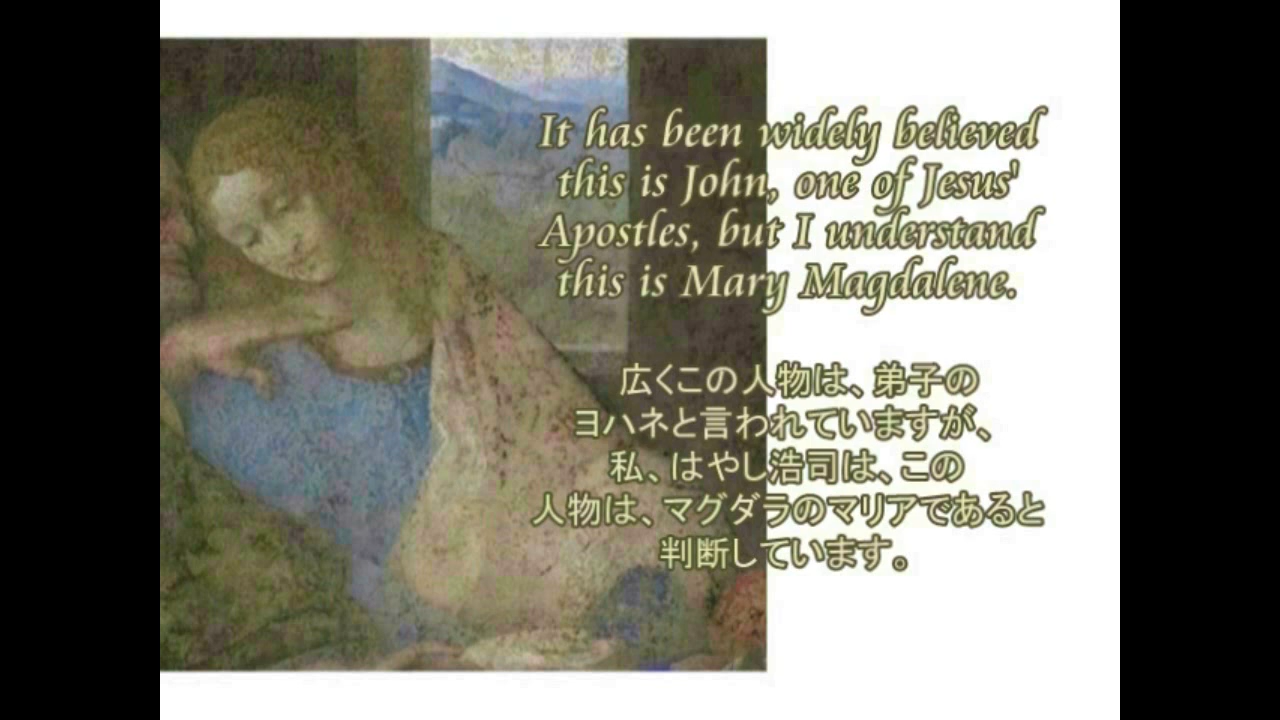 It has been widely believed
this is John, one of Jesus'
Apostles, but I understand
this is Mary Magdalene.
広くこの人物は、弟子の
ヨハネと言われていますが、
私、はやし浩司は、この
人物は、マグダラのマリアであると
判断しています。